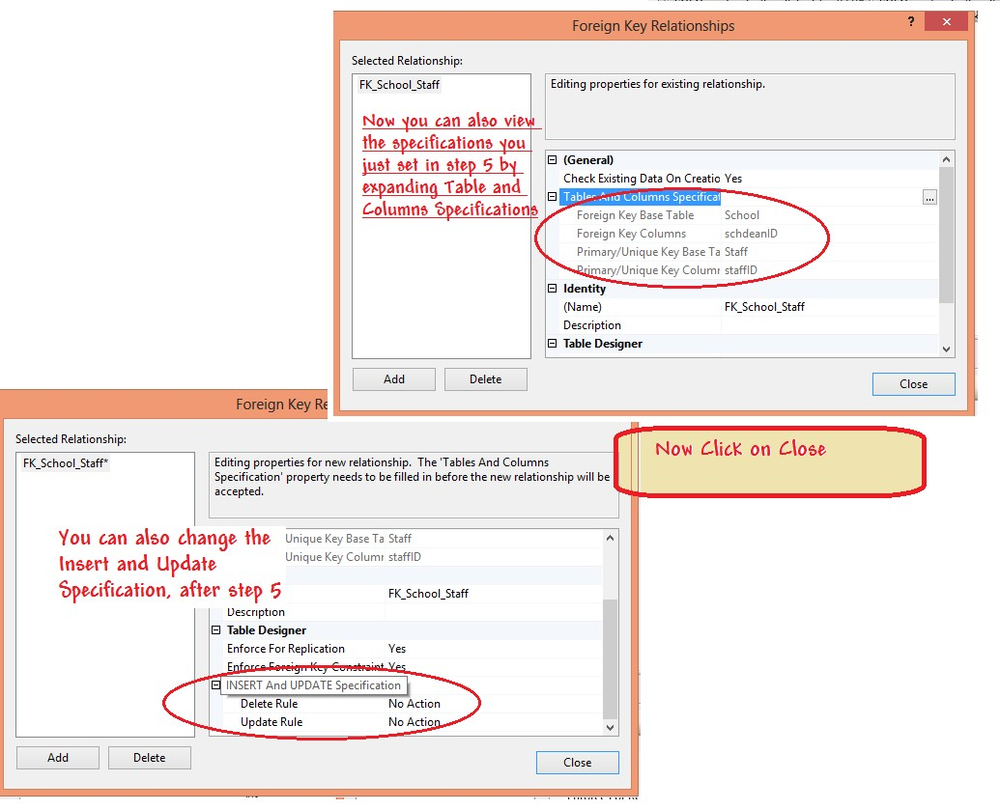 Foreign Key Relationships
?
Selected Relationship:
FK_School_Staff
Now you can also view
the specifications you
just set in step 5 by
expanding Table and
Columns Specifications
Editing properties for existing relationship.
(General)
Check Existing Data On Creatio Yes
Tables And Columns Specificat ...
Foreign Key Base Table School
Foreign Key Columns schdeanID
Primary/Unique Key Base Ta Staff
Primary/Unique Key Column staffID
Identity
(Name) FK_School_Staff
Description
Table Designer
Add Delete
Close
Foreign Key Re
Selected Relationship:
FK_School_Staff*
You can also change the
Insert and Update
Specification, after step 5
Editing properties for new relationship. The 'Tables And Columns
Specification' property needs to be filled in before the new relationship will be
accepted.
Unique Key Base Ta Staff
Unique Key Column staffID
FK_School_Staff
Description
Table Designer
Enforce For Replication Yes
Enforce Foreign Key Constraint Yes
INSERT And UPDATE Specification
Delete Rule No Action
Update Rule No Action
Add Delete
Close
Now Click on Close